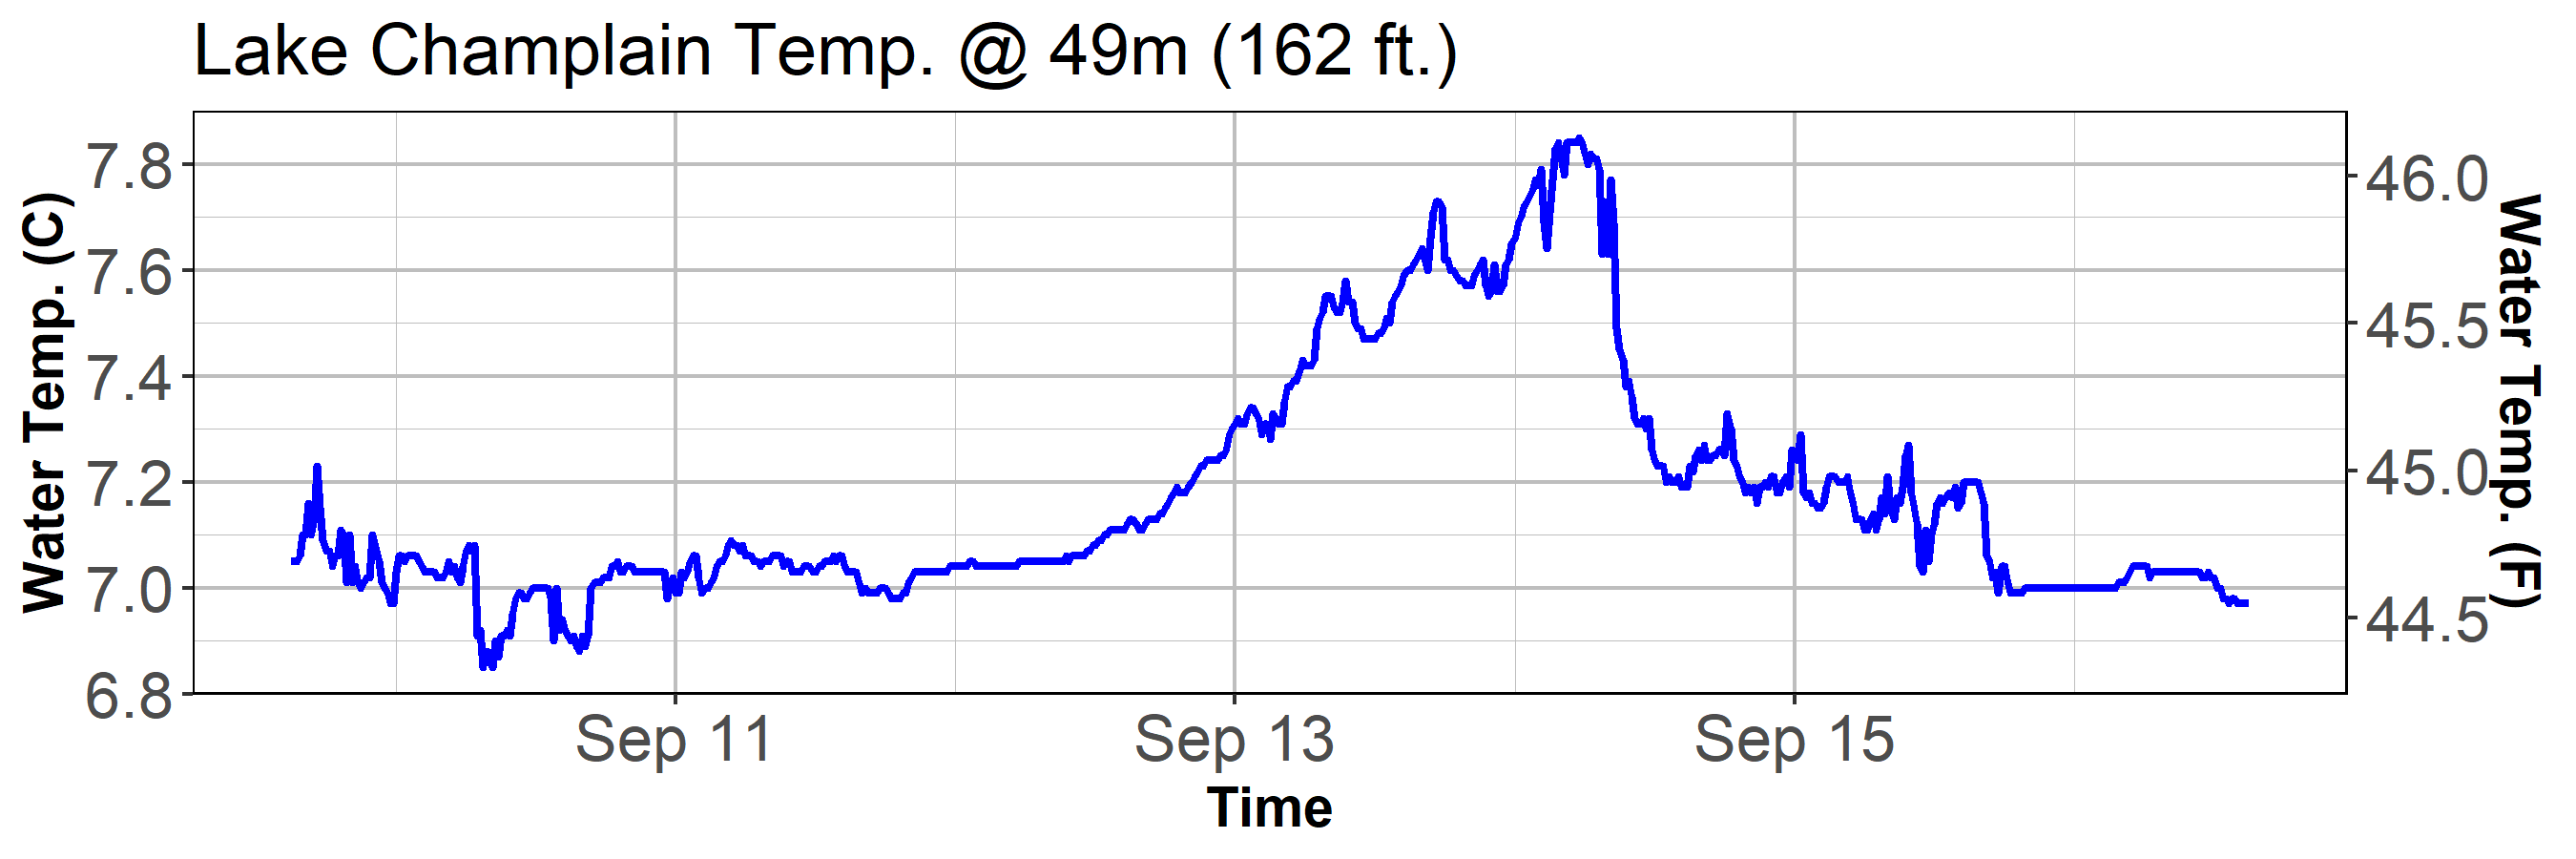 Lake Champlain Temp. @ 49m (162 ft.)
Water Temp. (C)
7.8
7.6
7.4
7.2
7.0
6.8
46.0
45.5
45.0
44.5
Water Temp. (F)
Sep 11
Sep 13
Sep 15
Time